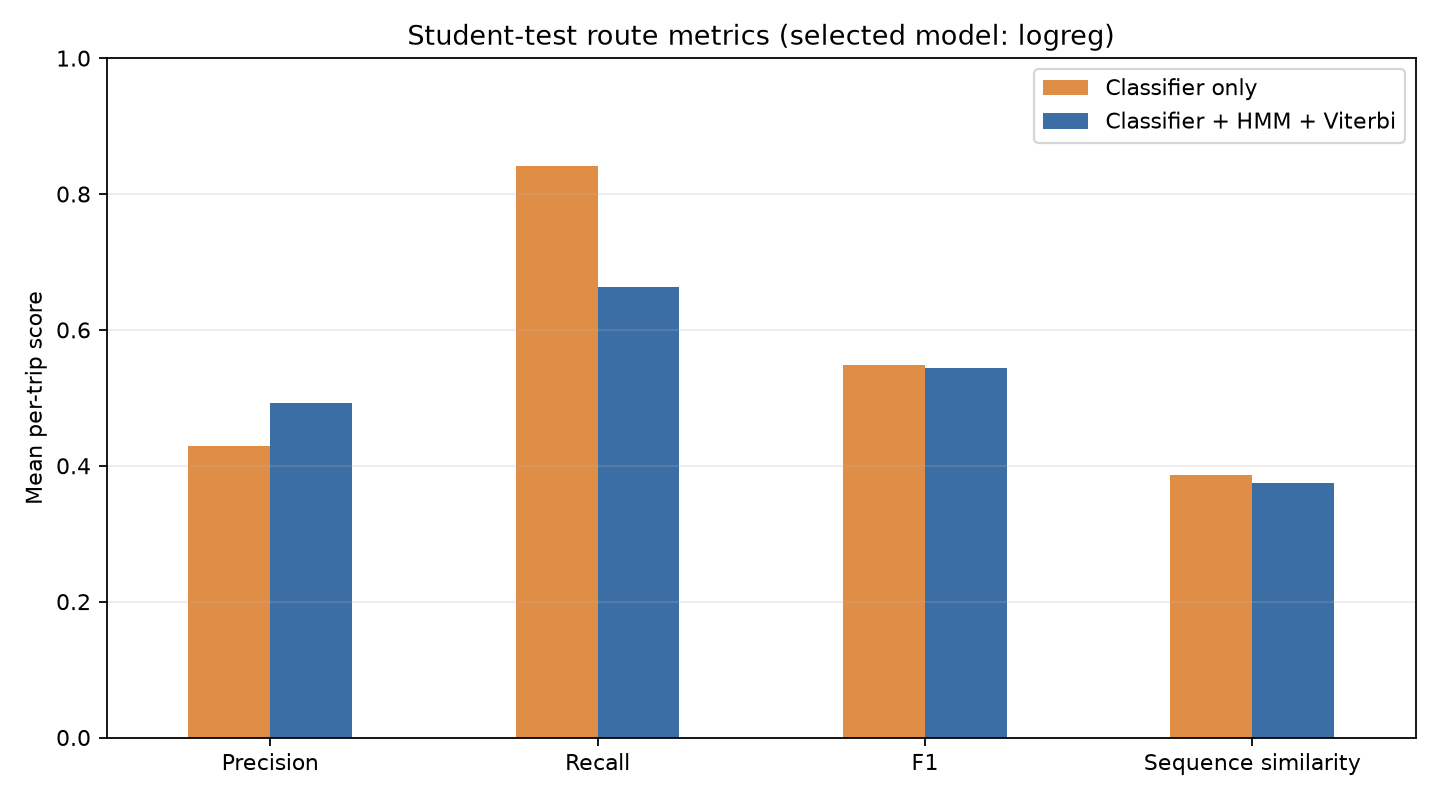 Student-test route metrics (selected model: logreg)
Classifier only
Classifier + HMM + Viterbi
Mean per-trip score
1.0
0.8
0.6
0.4
0.2
0.0
Precision
Recall
F1
Sequence similarity